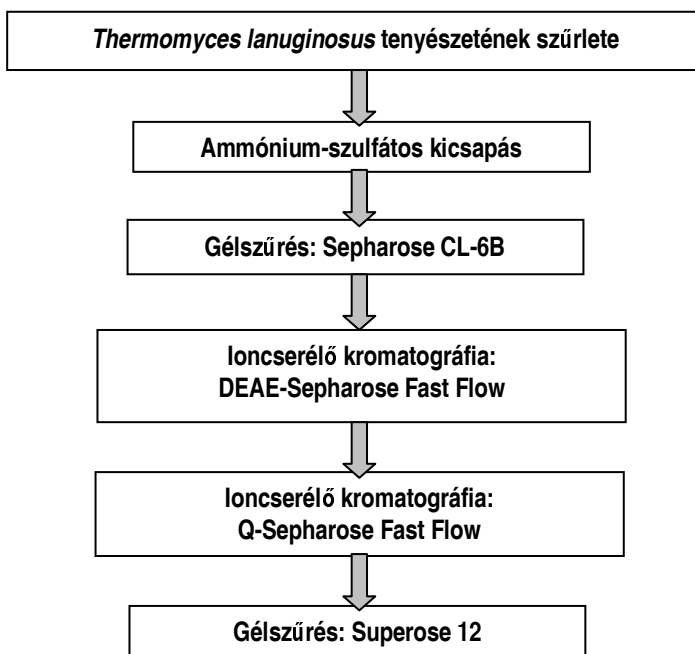 Thermomyces lanuginosus tenyészetének szűrlete
Ammónium-szulfátos kicsapás
Gélszűrés: Sepharose CL-6B
Ioncserélő kromatográfia:
DEAE-Sepharose Fast Flow
Ioncserélő kromatográfia:
Q-Sepharose Fast Flow
Gélszűrés: Superose 12